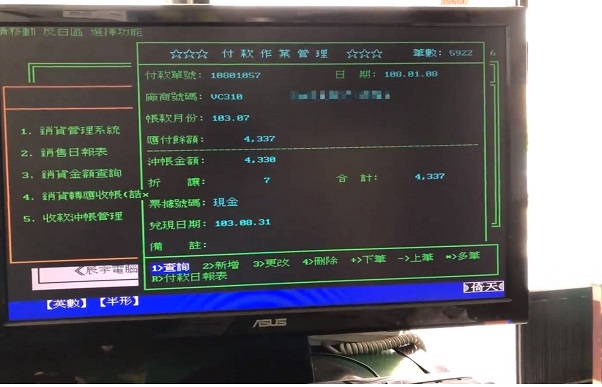 請移動 反白區 選擇功能
☆☆☆ 付款作業管理 ☆☆☆ 筆數: 5922 6
付款單號: 10801057 日 期: 108.01.08
廠商號碼: VC310
帳款月份: 103.07
應付餘額: 4,337
沖帳金額: 4,330
折 讓: 7 合 計: 4,337
票據號碼: 現金
兌現日期: 103.08.31
備 註:
1>查詢 2>新增 3>更改 4>刪除 +>下筆 ->上筆 *>多筆
R>付款日報表
1. 銷貨管理系統
2. 銷售日報表
3. 銷貨金額查詢
4. 銷貨轉應收帳(詰×
5. 收款沖帳管理
《辰宇電腦
【英數】【半形】
倚天
ASUS